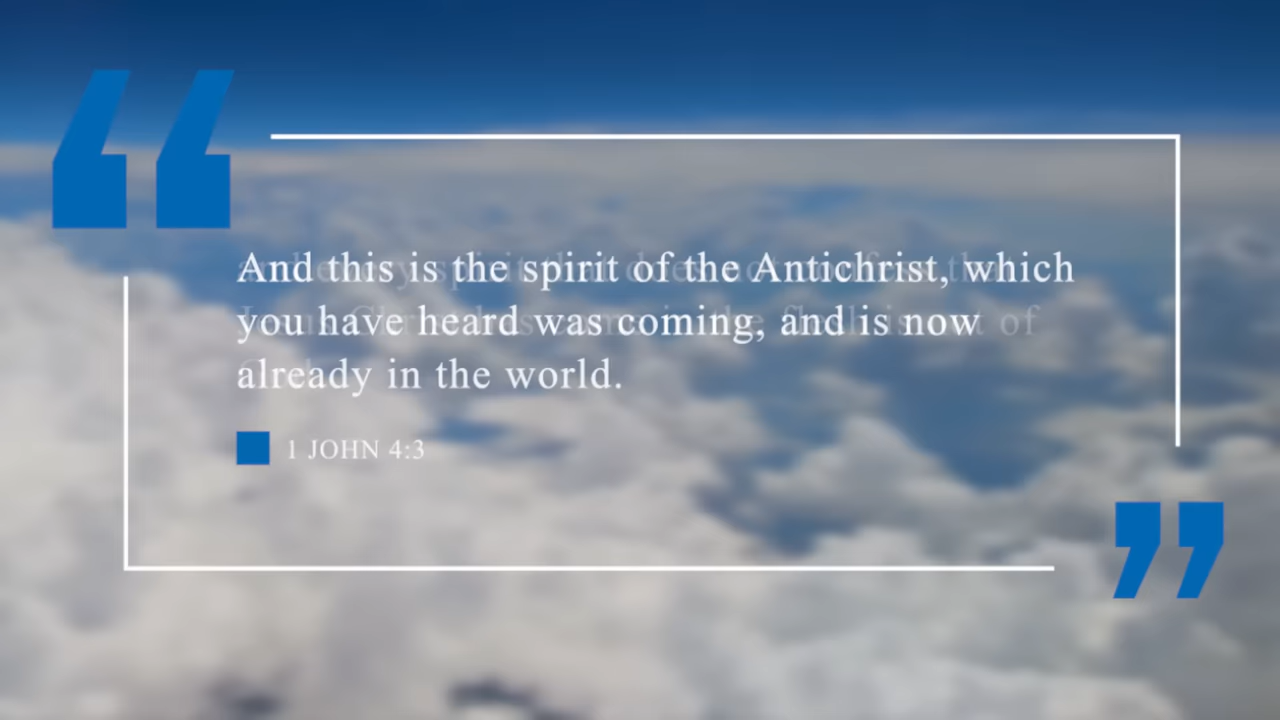 And this is the spirit of the Antichrist, which
you have heard was coming, and is now
already in the world.
1 JOHN 4:3